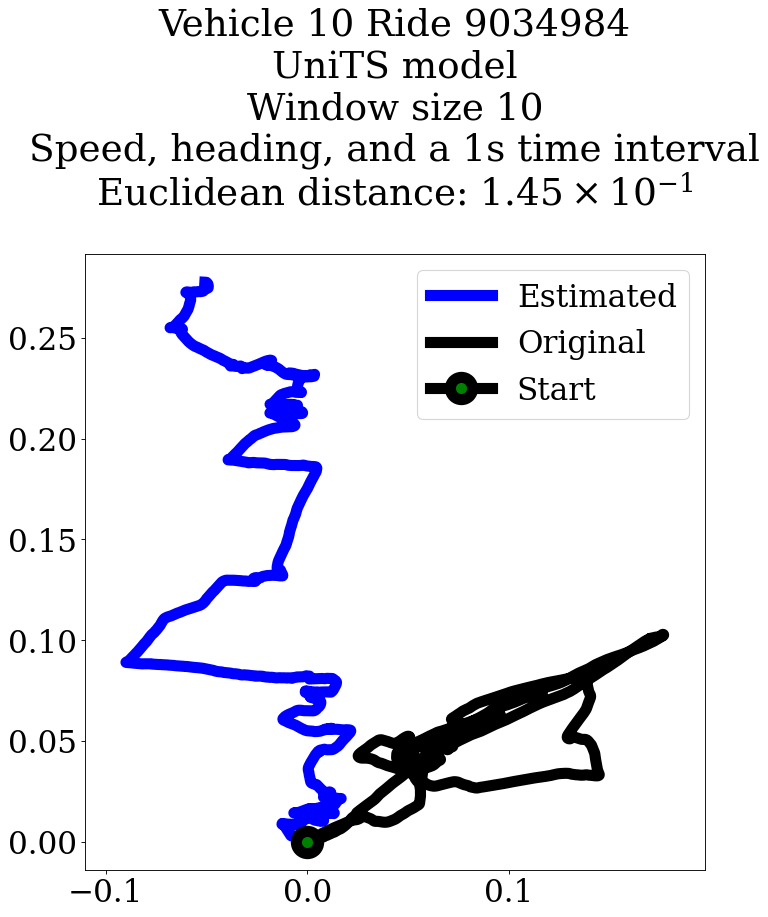 Vehicle 10 Ride 9034984
UniTS model
Window size 10
Speed, heading, and a 1s time interval
Euclidean distance: 1.45 × 10⁻¹
Estimated
Original
Start
0.25
0.20
0.15
0.10
0.05
0.00
−0.1 0.0 0.1